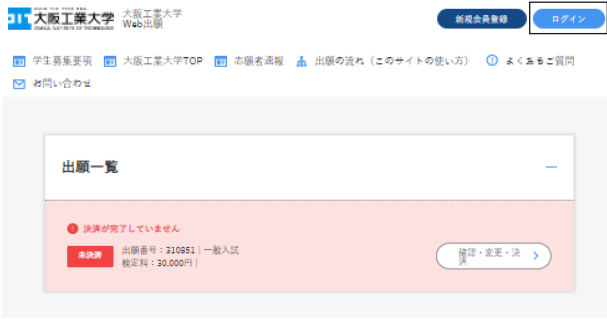 大阪工業大学
OSAKA INSTITUTE OF TECHNOLOGY
大阪工業大学
Web出願
新規会員登録
ログイン
学生募集要項 大阪工業大学TOP 志願者速報 出願の流れ（このサイトの使い方） よくあるご質問
お問い合わせ
出願一覧
決済が完了していません
未決済
出願番号：310851｜一般入試
検定料：30,000円｜
確認・変更・決
済